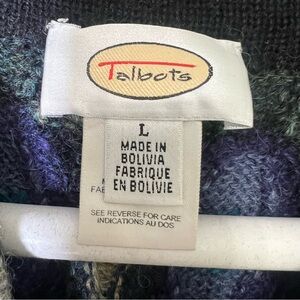 Talbots
L
MADE IN
BOLIVIA
FABRIQUE
EN BOLIVIE
SEE REVERSE FOR CARE
INDICATIONS AU DOS